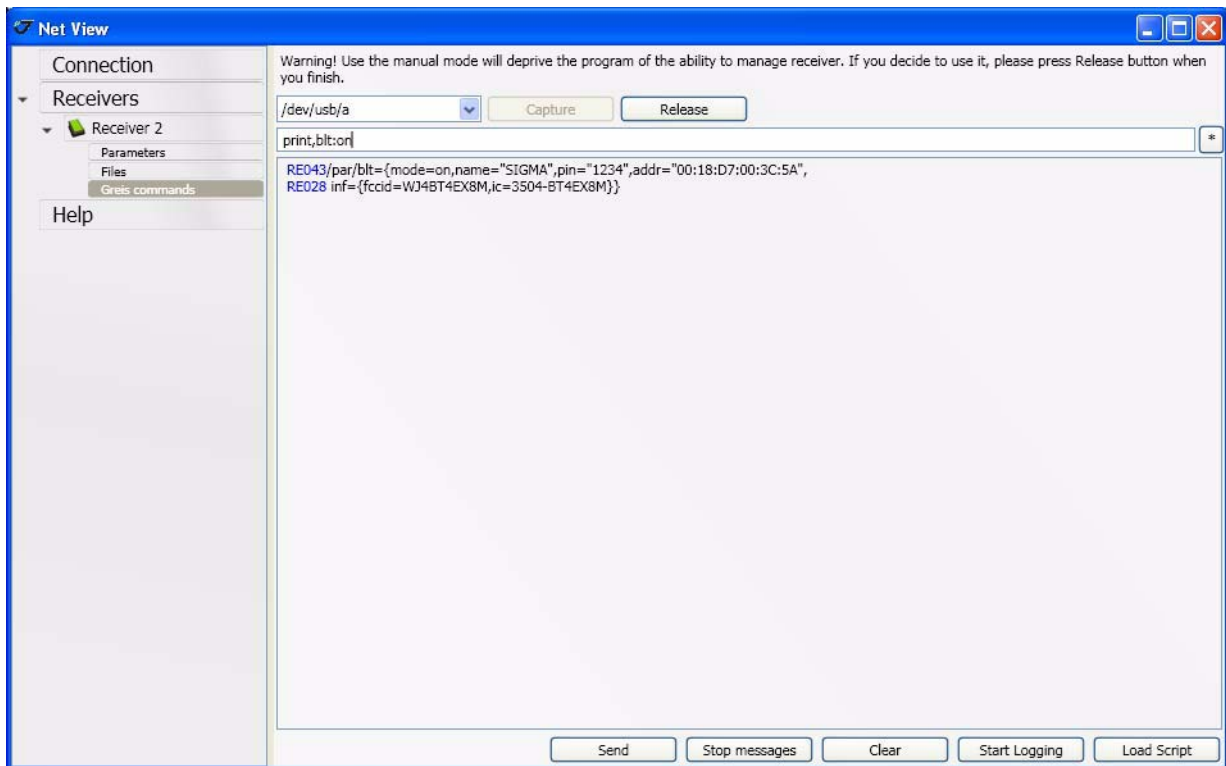 Net View
Connection
Receivers
Receiver 2
Parameters
Files
Greis commands
Help
Warning! Use the manual mode will deprive the program of the ability to manage receiver. If you decide to use it, please press Release button when
you finish.
/dev/usb/a
Capture
Release
print,blt:on
*
RE043/par/blt={mode=on,name="SIGMA",pin="1234",addr="00:18:D7:00:3C:5A",
RE028 inf={fccid=WJ4BT4EX8M,ic=3504-BT4EX8M}}
Send
Stop messages
Clear
Start Logging
Load Script